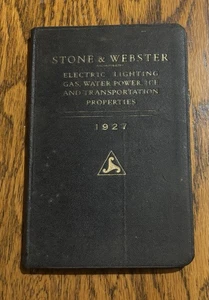 STONE & WEBSTER
ELECTRIC LIGHTING
GAS, WATER POWER, ICE
AND TRANSPORTATION
PROPERTIES
1927